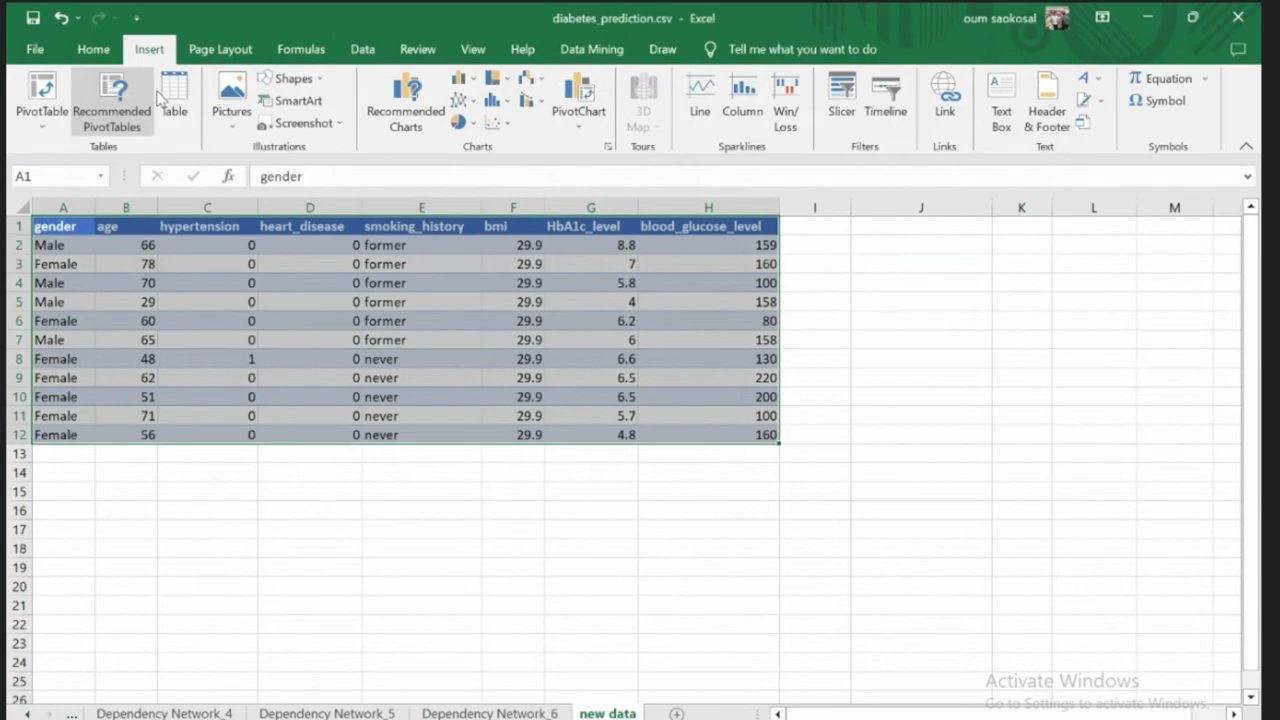 diabetes_prediction.csv - Excel
oum saokosal
File Home Insert Page Layout Formulas Data Review View Help Data Mining Draw Tell me what you want to do
PivotTable
Recommended PivotTables
Table
Pictures
Shapes
SmartArt
Screenshot
Recommended Charts
PivotChart
3D Map
Line
Column
Win/ Loss
Slicer
Timeline
Link
Text Box
Header & Footer
Equation
Symbol
Tables Illustrations Charts Tours Sparklines Filters Links Text Symbols
A1 fx gender
A B C D E F G H I J K L M
1 gender age hypertension heart_disease smoking_history bmi HbA1c_level blood_glucose_level
2 Male 66 0 0 former 29.9 8.8 159
3 Female 78 0 0 former 29.9 7 160
4 Male 70 0 0 former 29.9 5.8 100
5 Male 29 0 0 former 29.9 4 158
6 Female 60 0 0 former 29.9 6.2 80
7 Male 65 0 0 former 29.9 6 158
8 Female 48 1 0 never 29.9 6.6 130
9 Female 62 0 0 never 29.9 6.5 220
10 Female 51 0 0 never 29.9 6.5 200
11 Female 71 0 0 never 29.9 5.7 100
12 Female 56 0 0 never 29.9 4.8 160
13
14
15
16
17
18
19
20
21
22
23
24
25
26
Activate Windows
Go to Settings to activate Windows.
... Dependency Network_4 Dependency Network_5 Dependency Network_6 new data